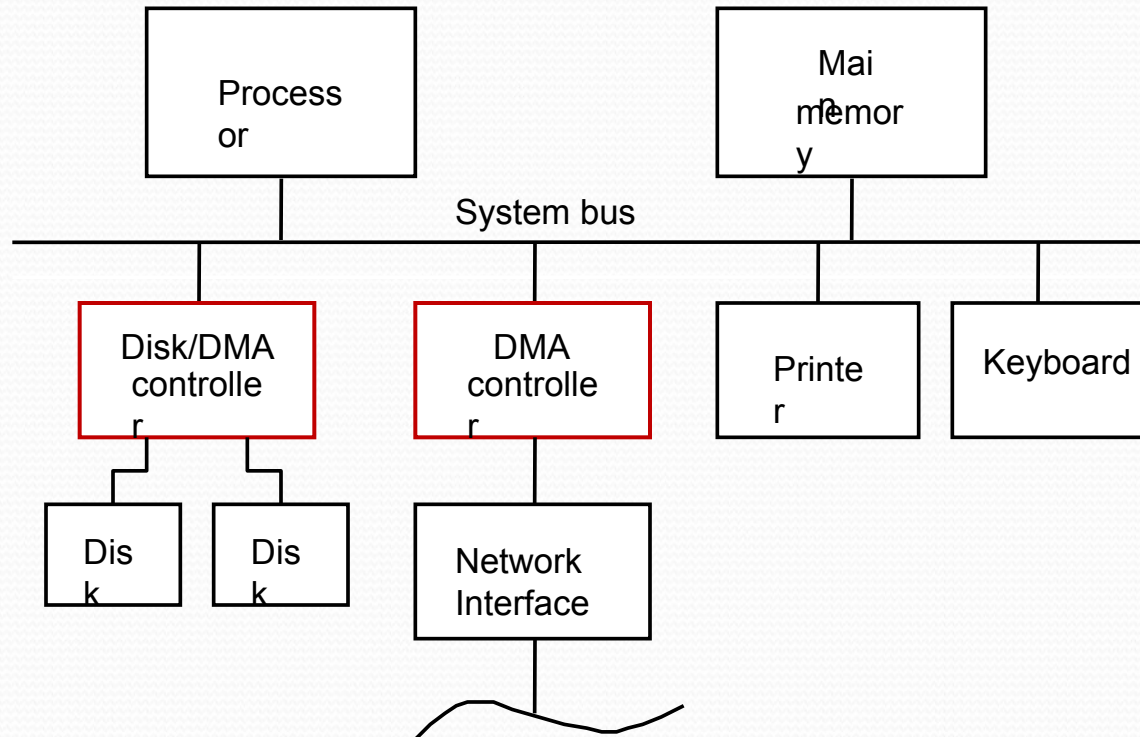 Process
or
Mai
n
memor
y
System bus
Disk/DMA
controlle
r
DMA
controlle
r
Printe
r
Keyboard
Dis
k
Dis
k
Network
Interface